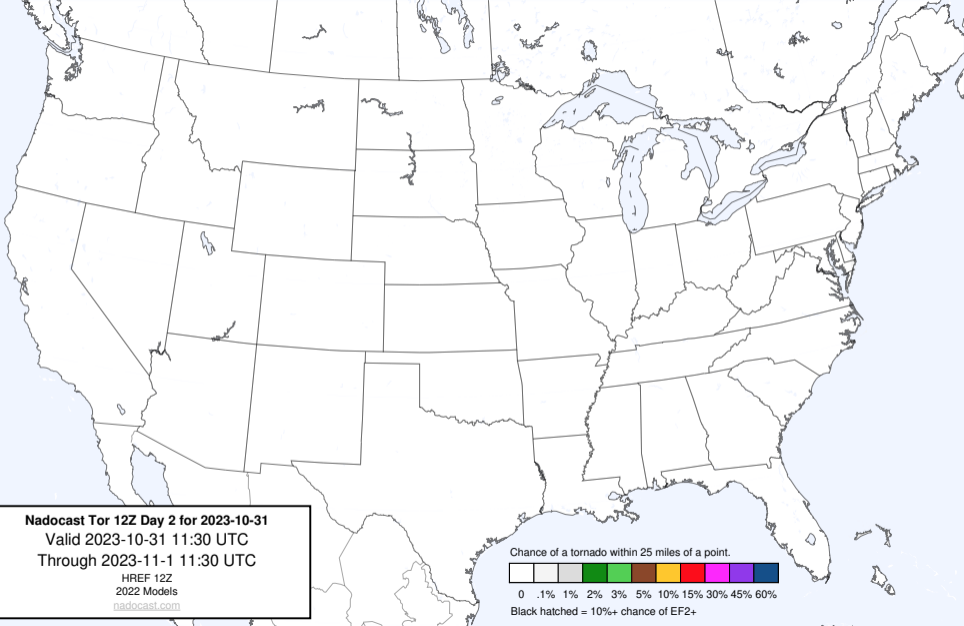 Nadocast Tor 12Z Day 2 for 2023-10-31
Valid 2023-10-31 11:30 UTC
Through 2023-11-1 11:30 UTC
HREF 12Z
2022 Models
nadocast.com
Chance of a tornado within 25 miles of a point.
0 .1% 1% 2% 3% 5% 10% 15% 30% 45% 60%
Black hatched = 10%+ chance of EF2+